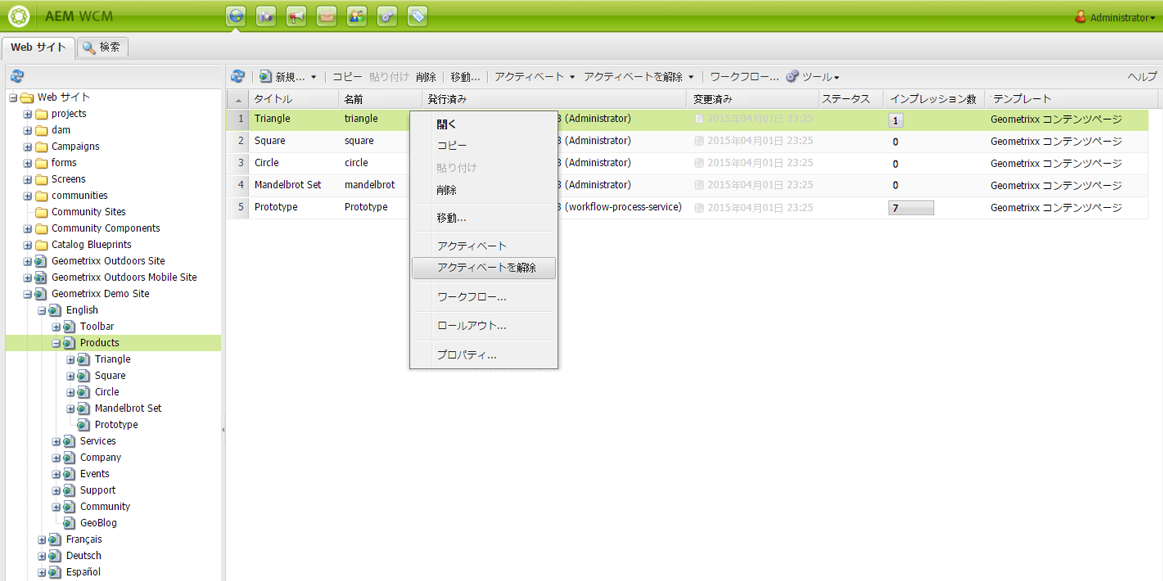 AEM WCM
Administrator
Web サイト
検索
新規...
コピー 貼り付け 削除
移動...
アクティベート
アクティベートを解除
ワークフロー...
ツール
ヘルプ
Web サイト
projects
dam
Campaigns
forms
Screens
communities
Community Sites
Community Components
Catalog Blueprints
Geometrixx Outdoors Site
Geometrixx Outdoors Mobile Site
Geometrixx Demo Site
English
Toolbar
Products
Triangle
Square
Circle
Mandelbrot Set
Prototype
Services
Company
Events
Support
Community
GeoBlog
Français
Deutsch
Español
タイトル 名前 発行済み 変更済み ステータス インプレッション数 テンプレート
1 Triangle triangle (Administrator) 2015年04月01日 23:25 1 Geometrixx コンテンツページ
2 Square square (Administrator) 2015年04月01日 23:25 0 Geometrixx コンテンツページ
3 Circle circle (Administrator) 2015年04月01日 23:25 0 Geometrixx コンテンツページ
4 Mandelbrot Set mandelbrot (Administrator) 2015年04月01日 23:25 0 Geometrixx コンテンツページ
5 Prototype Prototype (workflow-process-service) 2015年04月01日 23:25 7 Geometrixx コンテンツページ
開く
コピー
貼り付け
削除
移動...
アクティベート
アクティベートを解除
ワークフロー...
ロールアウト...
プロパティ...